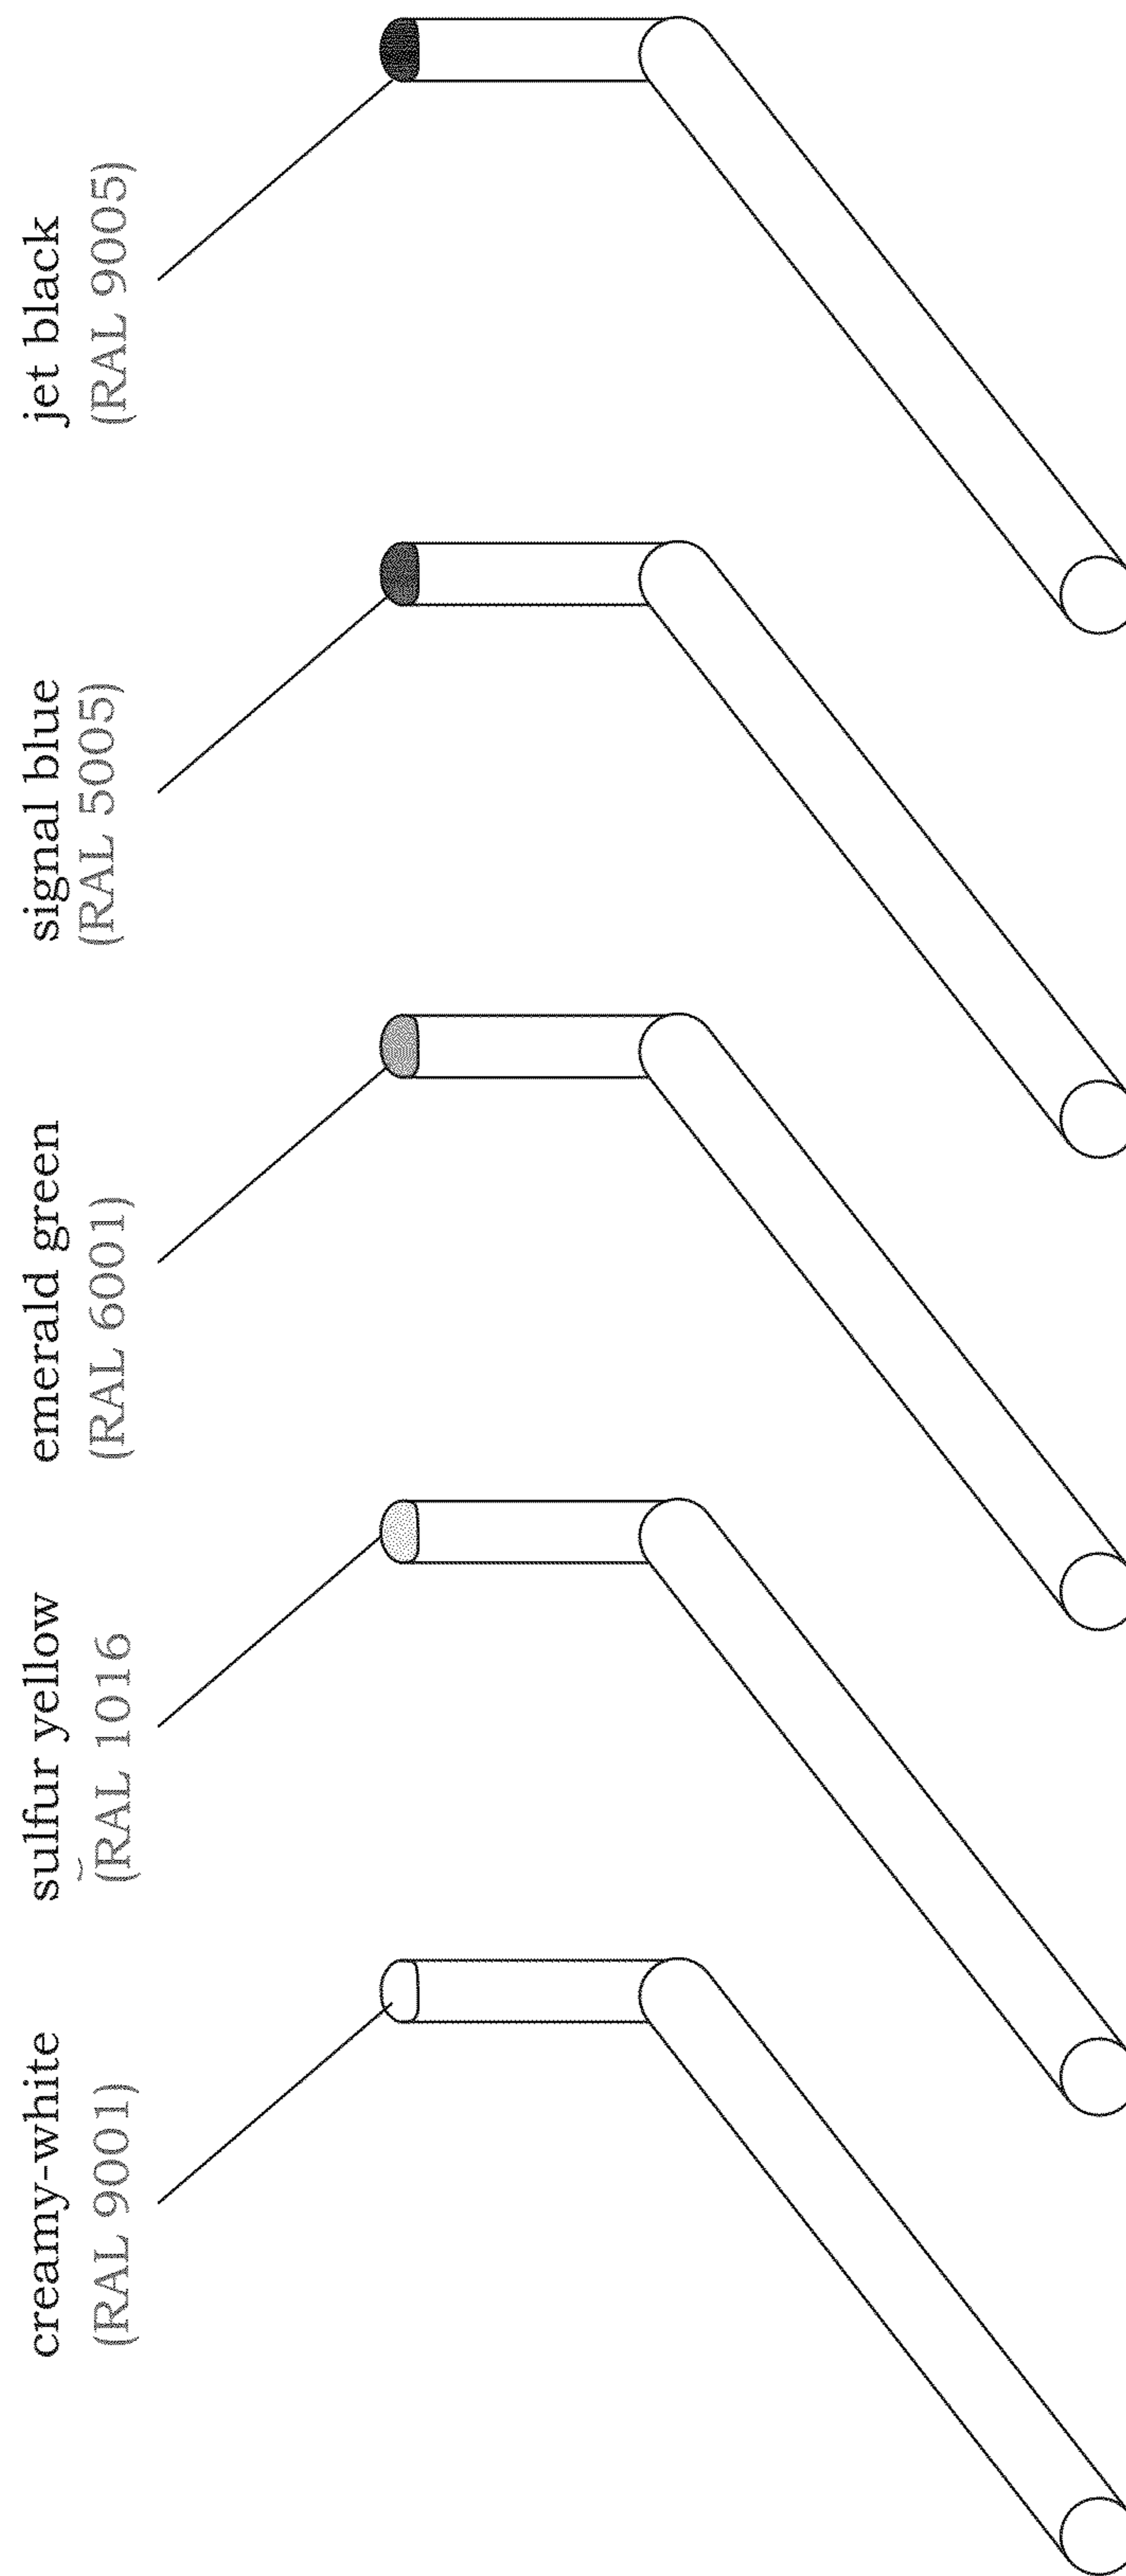 creamy-white
(RAL 9001)
sulfur yellow
(RAL 1016
emerald green
(RAL 6001)
signal blue
(RAL 5005)
jet black
(RAL 9005)